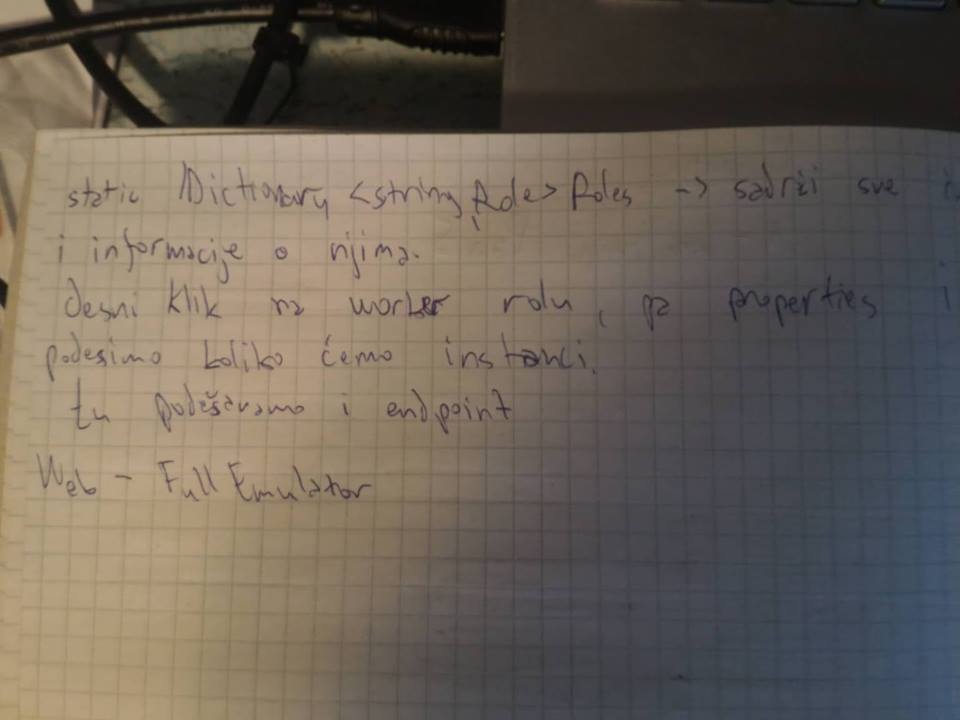 static Dictionary <string, Role> Roles -> sadrži sve
i informacije o njima.
desni klik na worker rolu, pa properties i
podesimo koliko ćemo instanci.
tu podešavamo i endpoint
Web - Full Emulator